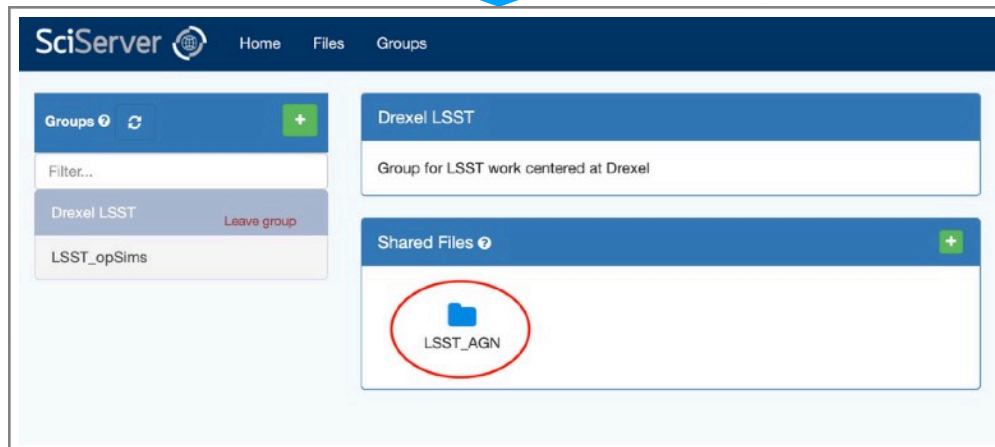 SciServer Home Files Groups
Groups
Filter...
Drexel LSST Leave group
LSST_opSims
Drexel LSST
Group for LSST work centered at Drexel
Shared Files
LSST_AGN